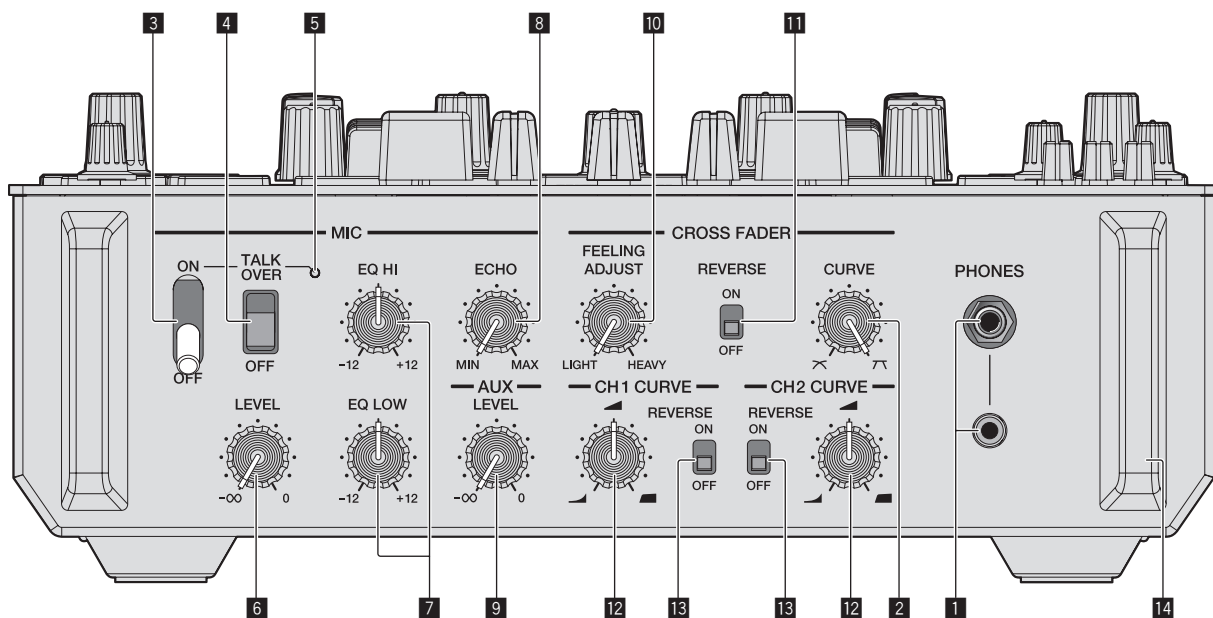 3 4 5 8 10 11
MIC
CROSS FADER
ON
TALK OVER
EQ HI
ECHO
FEELING ADJUST
REVERSE
CURVE
PHONES
ON
OFF
OFF
-12 +12
MIN MAX
LIGHT HEAVY
OFF
AUX
CH1 CURVE
CH2 CURVE
LEVEL
EQ LOW
LEVEL
REVERSE
ON
REVERSE
ON
-∞ 0
-12 +12
-∞ 0
OFF
OFF
6 7 9 12 13 13 12 2 1 14